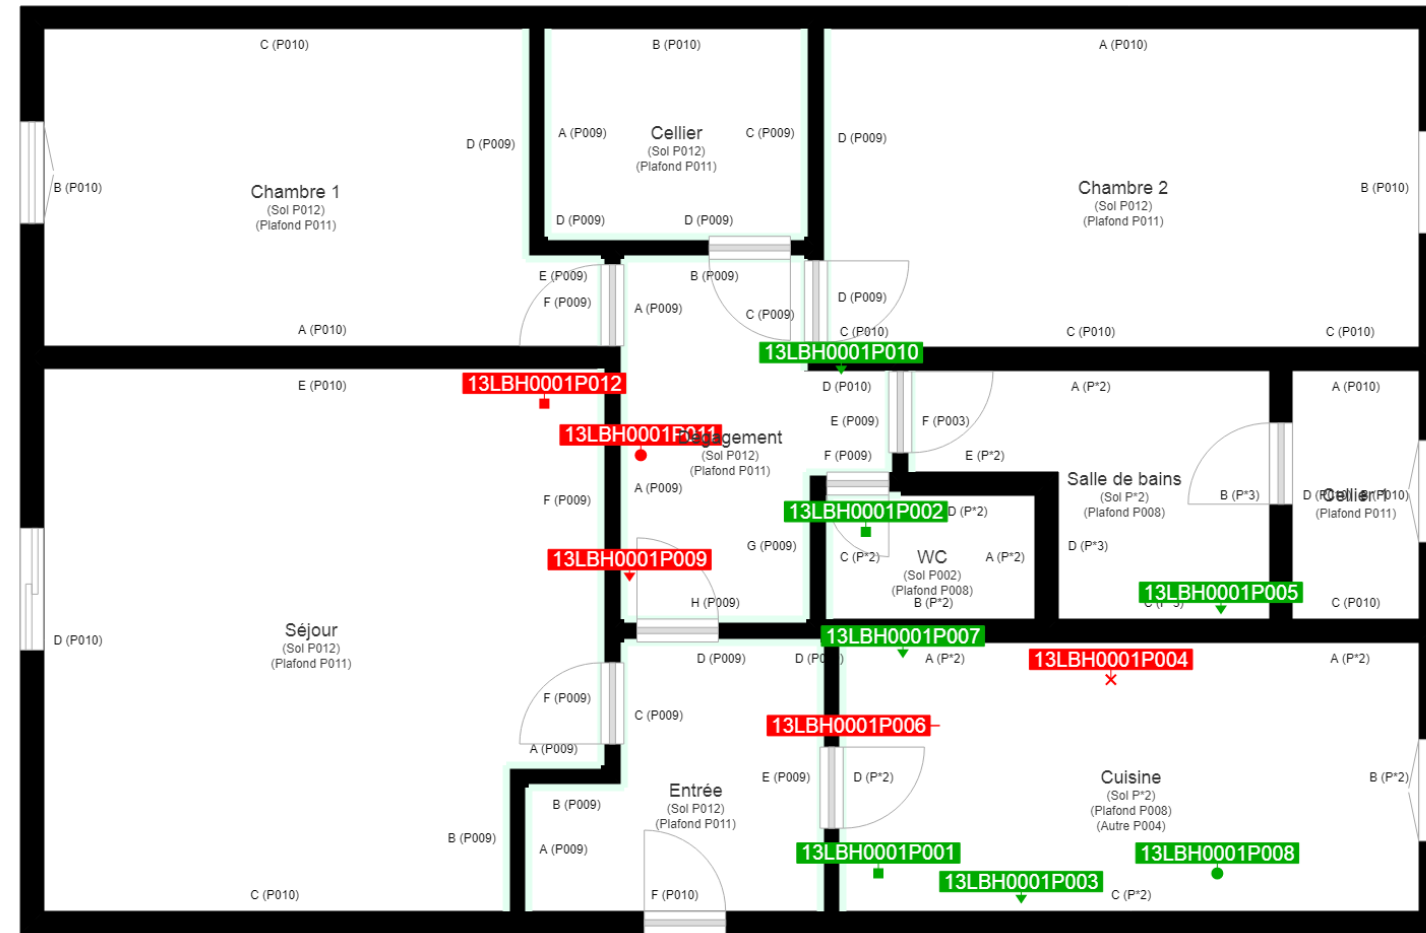 C (P010)
B (P010)
A (P010)
A (P009)
Cellier
C (P009)
D (P009)
(Sol P012)
D (P009)
(Plafond P011)
Chambre 1
B (P010)
(Sol P012)
(Plafond P011)
Chambre 2
B (P010)
(Sol P012)
(Plafond P011)
D (P009)
D (P009)
E (P009)
B (P009)
F (P009)
A (P009)
C (P009)
D (P009)
A (P010)
C (P010)
C (P010)
C (P010)
13LBH0001P010
E (P010)
13LBH0001P012
D (P010)
A (P*2)
A (P010)
E (P009)
F (P003)
13LBH0001P011
Dégagement
(Sol P012)
(Plafond P011)
F (P009)
E (P*2)
A (P009)
F (P009)
Salle de bains
(Sol P*2)
(Plafond P008)
B (P*3)
Cellier 1
(Plafond P011)
13LBH0001P002
D (P*2)
G (P009)
C (P*2)
WC
(Sol P002)
(Plafond P008)
A (P*2)
D (P*3)
13LBH0001P009
H (P009)
B (P*2)
13LBH0001P005
C (P010)
Séjour
(Sol P012)
(Plafond P011)
D (P010)
13LBH0001P007
D (P009)
A (P*2)
13LBH0001P004
A (P*2)
F (P009)
C (P009)
13LBH0001P006
A (P009)
E (P009)
D (P*2)
Cuisine
(Sol P*2)
(Plafond P008)
(Autre P004)
B (P*2)
Entrée
(Sol P012)
(Plafond P011)
B (P009)
B (P009)
A (P009)
13LBH0001P001
13LBH0001P008
13LBH0001P003
C (P010)
F (P010)
C (P*2)